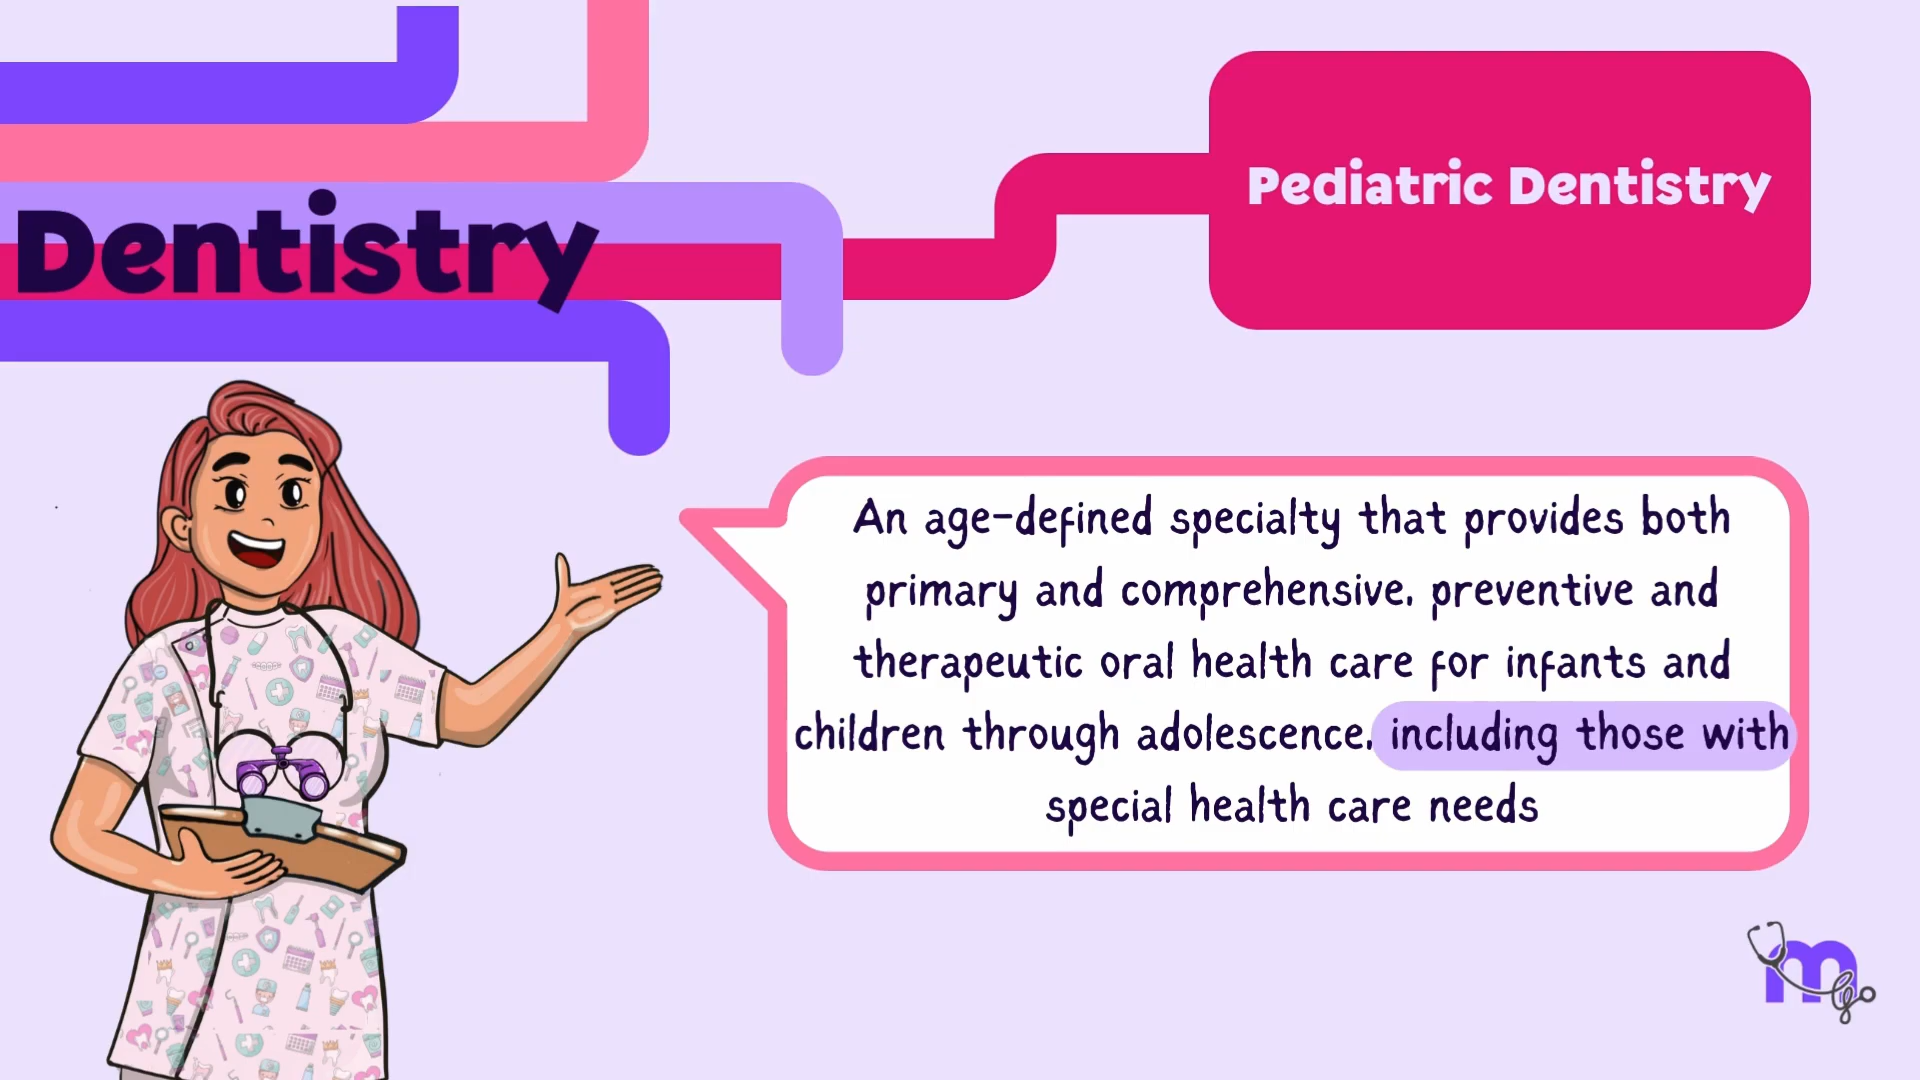 Dentistry
Pediatric Dentistry
An age-defined specialty that provides both
primary and comprehensive, preventive and
therapeutic oral health care for infants and
children through adolescence, including those with
special health care needs
m
go